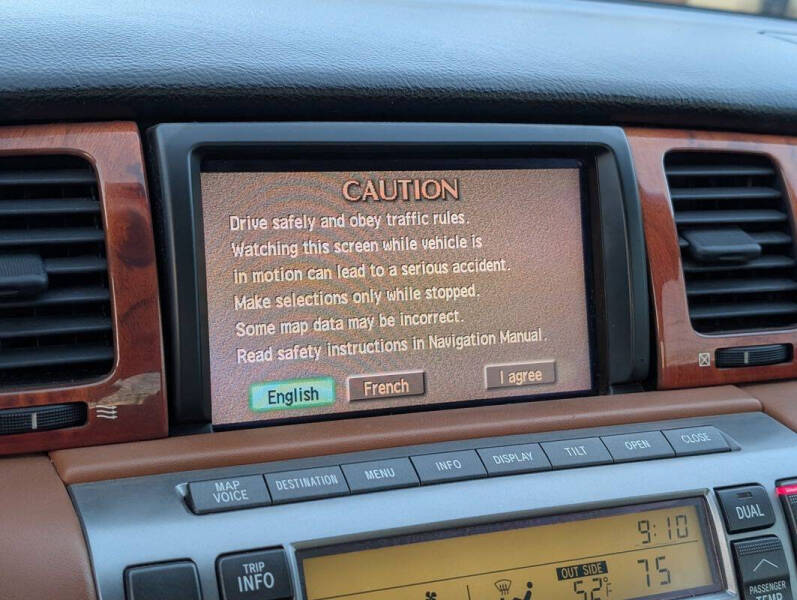 CAUTION
Drive safely and obey traffic rules.
Watching this screen while vehicle is
in motion can lead to a serious accident.
Make selections only while stopped.
Some map data may be incorrect.
Read safety instructions in Navigation Manual.
English French I agree
MAP VOICE DESTINATION MENU INFO DISPLAY TILT OPEN CLOSE
9:10 DUAL
TRIP INFO
OUT SIDE
52°F 75
PASSENGER
TEMP